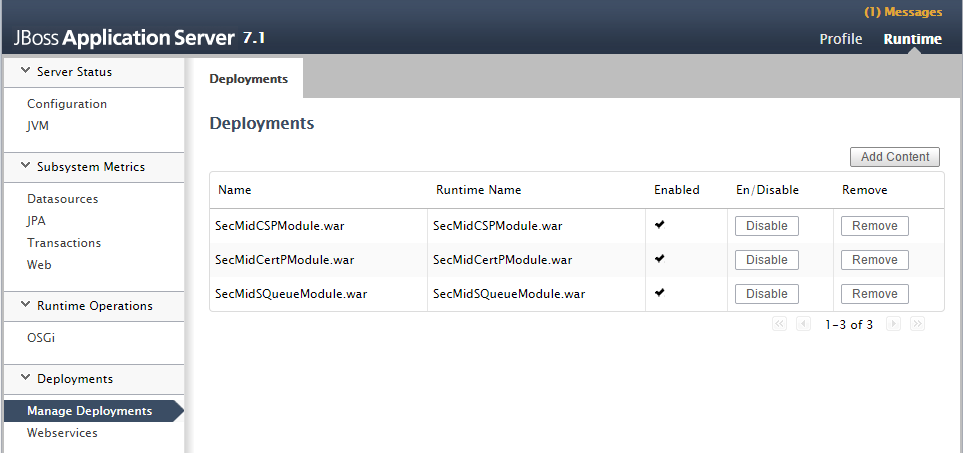 (1) Messages
JBoss Application Server 7.1
Profile Runtime
Server Status
Configuration
JVM
Subsystem Metrics
Datasources
JPA
Transactions
Web
Runtime Operations
OSGi
Deployments
Manage Deployments
Webservices
Deployments
Deployments
Add Content
Name Runtime Name Enabled En/Disable Remove
SecMidCSPModule.war SecMidCSPModule.war Disable Remove
SecMidCertPModule.war SecMidCertPModule.war Disable Remove
SecMidSQueueModule.war SecMidSQueueModule.war Disable Remove
1-3 of 3